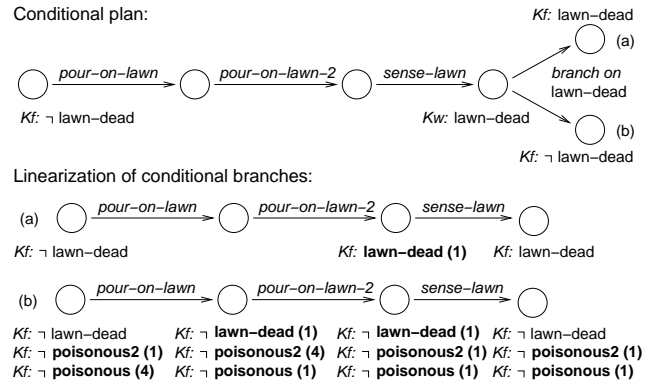 Conditional plan:
Kf: lawn–dead
(a)
pour–on–lawn pour–on–lawn–2 sense–lawn branch on
lawn–dead
Kf: ¬ lawn–dead Kw: lawn–dead
(b)
Kf: ¬ lawn–dead
Linearization of conditional branches:
(a) pour–on–lawn pour–on–lawn–2 sense–lawn
Kf: ¬ lawn–dead Kf: lawn–dead (1) Kf: lawn–dead
(b) pour–on–lawn pour–on–lawn–2 sense–lawn
Kf: ¬ lawn–dead Kf: ¬ lawn–dead (1) Kf: ¬ lawn–dead (1) Kf: ¬ lawn–dead
Kf: ¬ poisonous2 (1) Kf: ¬ poisonous2 (4) Kf: ¬ poisonous2 (1) Kf: ¬ poisonous2 (1)
Kf: ¬ poisonous (4) Kf: ¬ poisonous (1) Kf: ¬ poisonous (1) Kf: ¬ poisonous (1)